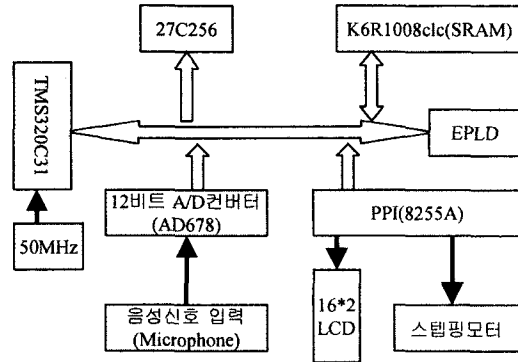 27C256
K6R1008clc(SRAM)
TMS320C31
EPLD
12비트 A/D컨버터
(AD678)
PPI(8255A)
50MHz
음성신호 입력
(Microphone)
16*2
LCD
스텝핑모터